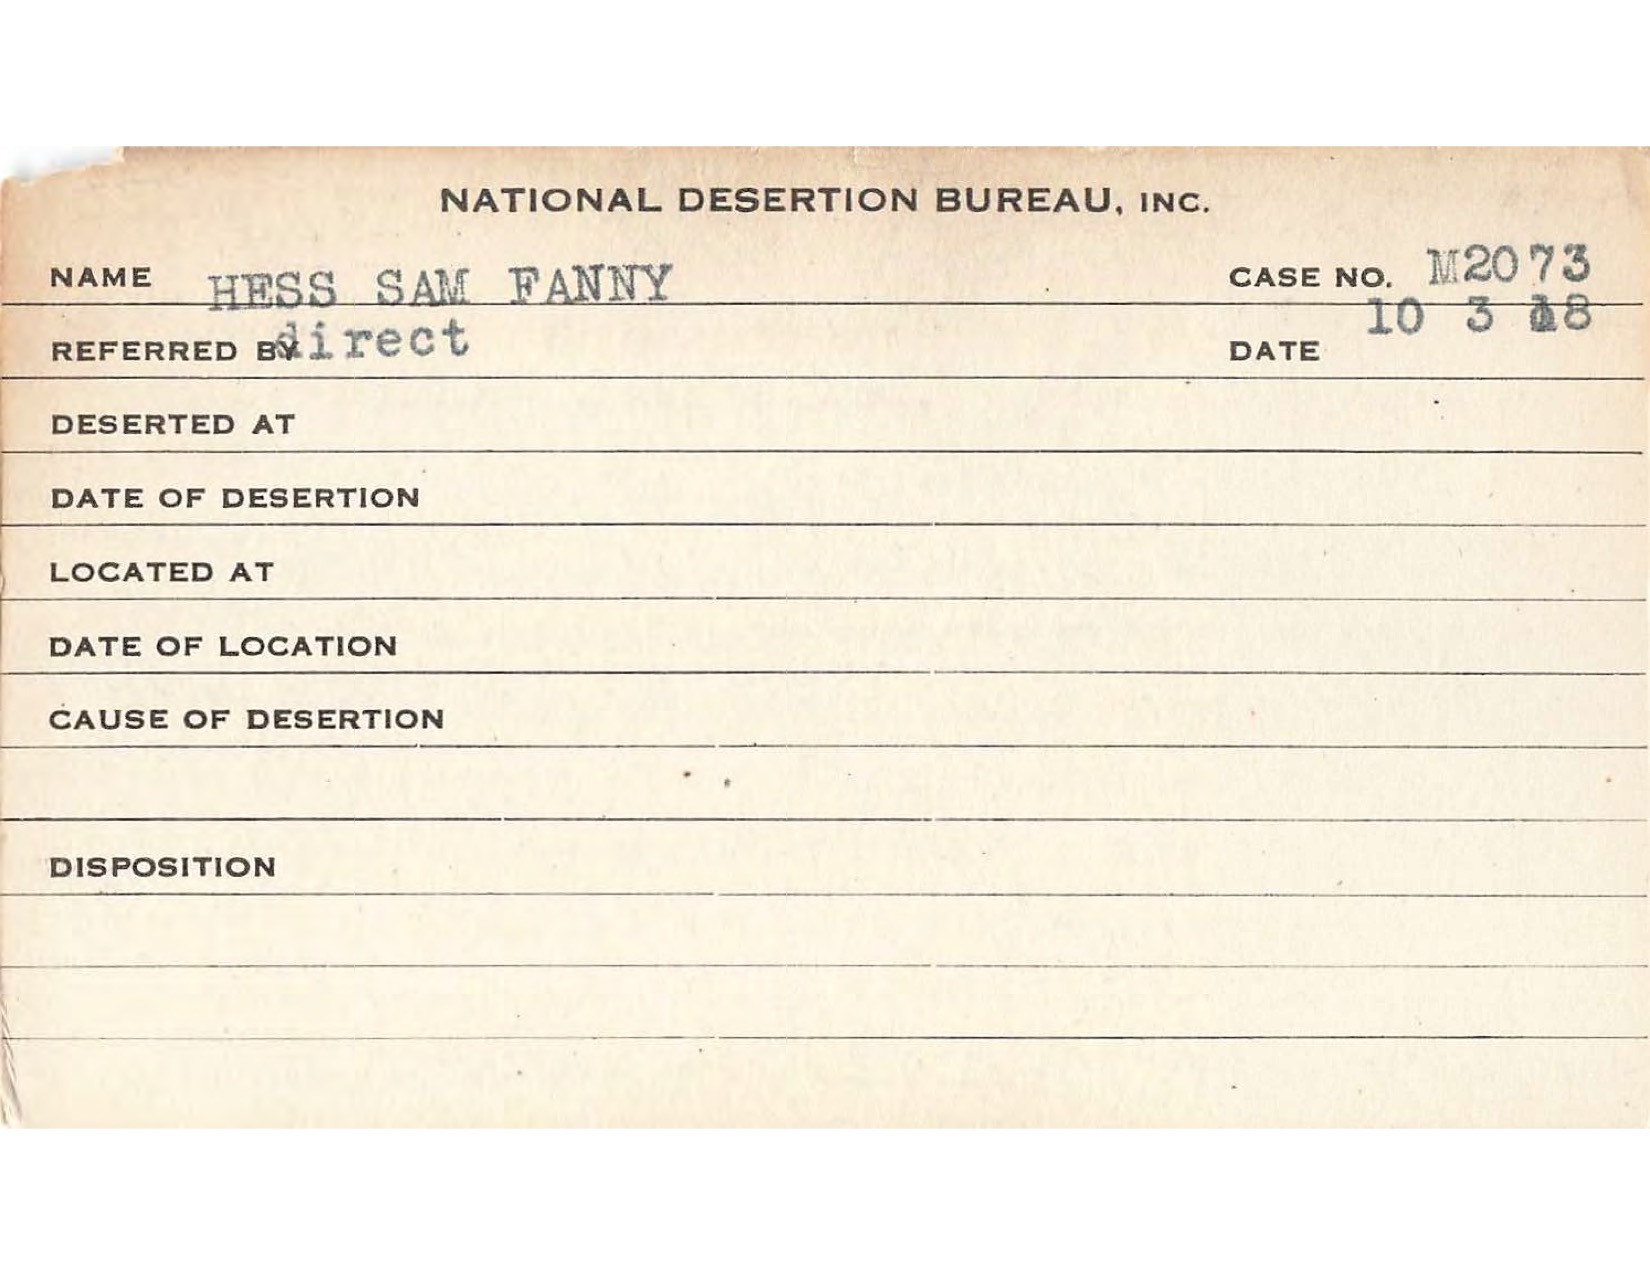 NATIONAL DESERTION BUREAU, INC.
NAME HESS SAM FANNY CASE NO. M2073
REFERRED BY direct DATE 10 3 18
DESERTED AT
DATE OF DESERTION
LOCATED AT
DATE OF LOCATION
CAUSE OF DESERTION
DISPOSITION